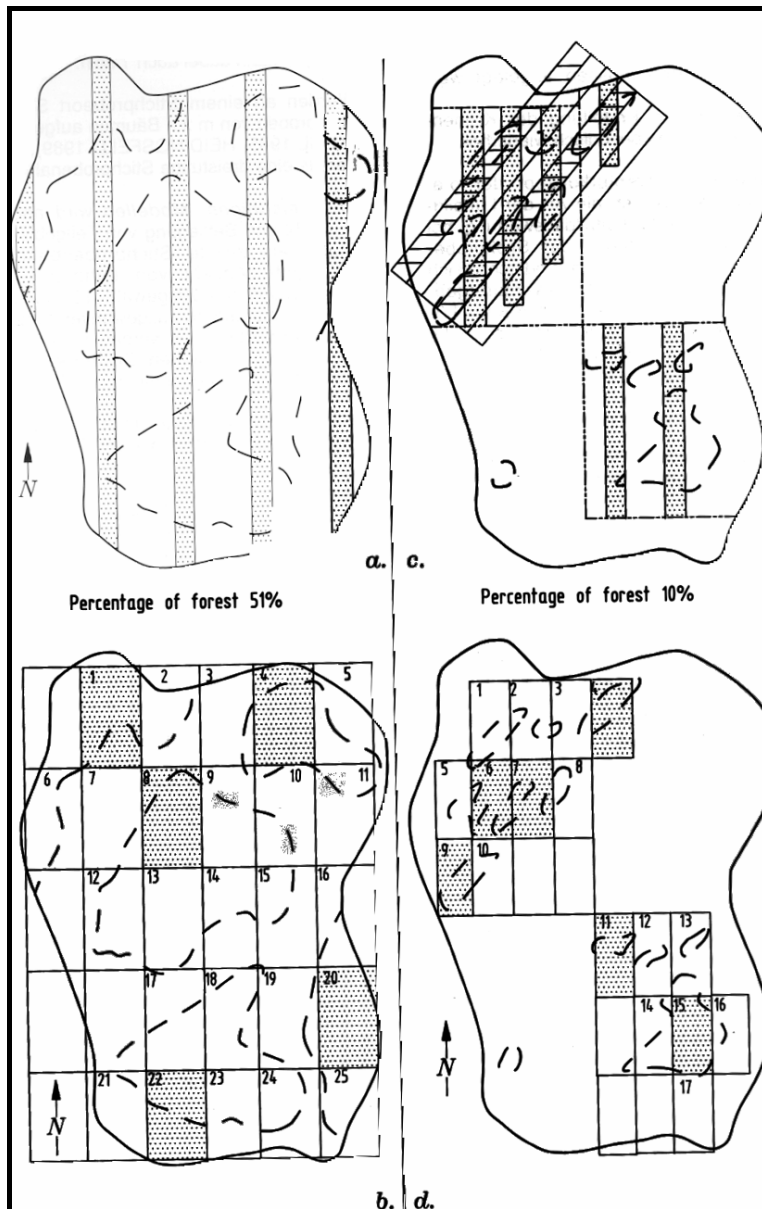 N
a. c.
Percentage of forest 51%
Percentage of forest 10%
1 2 3 4 5
6 7 8 9 10 11
12 13 14 15 16
17 18 19 20
21 22 23 24 25
N
b.
1 2 3 4
5 6 7 8
9 10
11 12 13
14 15 16
17
N
d.